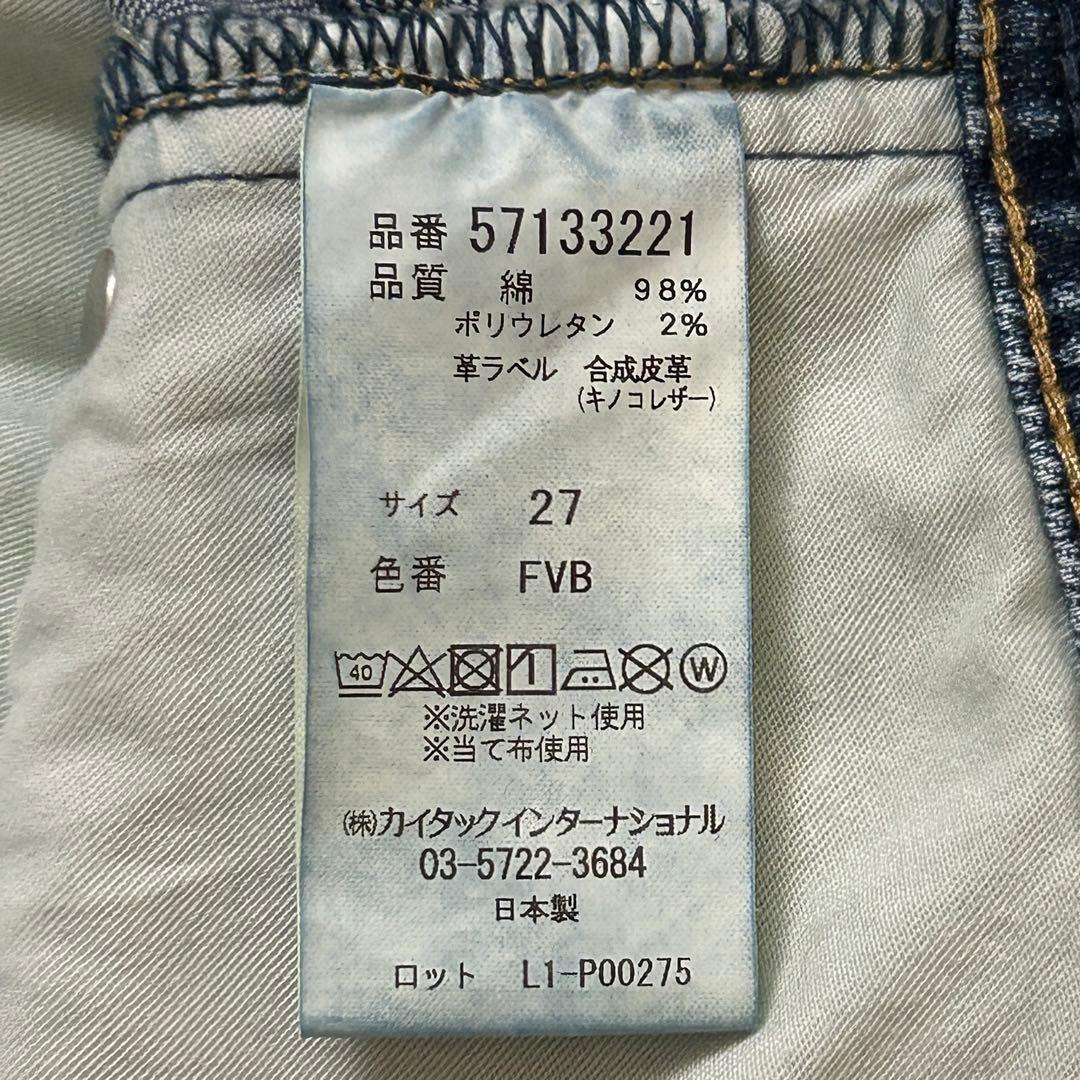 品番 57133221
品質 綿 98%
ポリウレタン 2%
革ラベル 合成皮革
(キノコレザー)
サイズ 27
色番 FVB
40 1 W
※洗濯ネット使用
※当て布使用
(株)カイタックインターナショナル
03-5722-3684
日本製
ロット L1-P00275